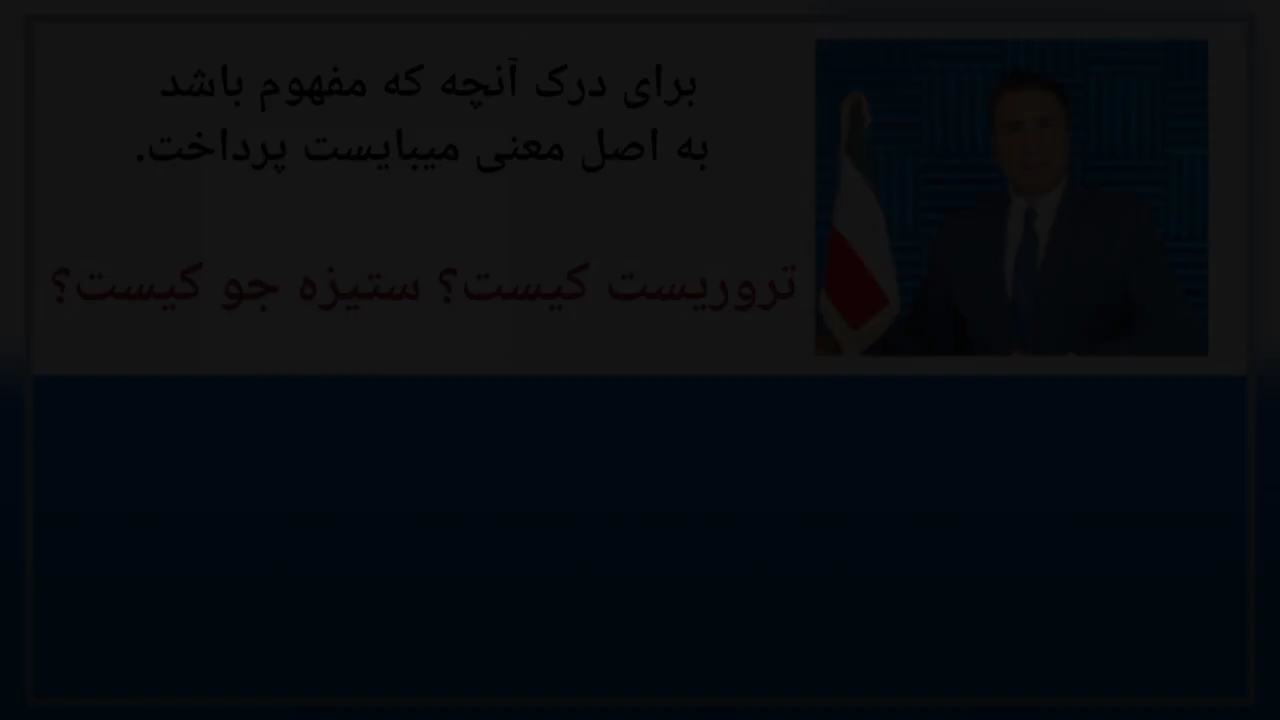 برای درک آنچه که مفهوم باشد
به اصل معنی میبایست پرداخت.
تروریست کیست؟ ستیزه جو کیست؟